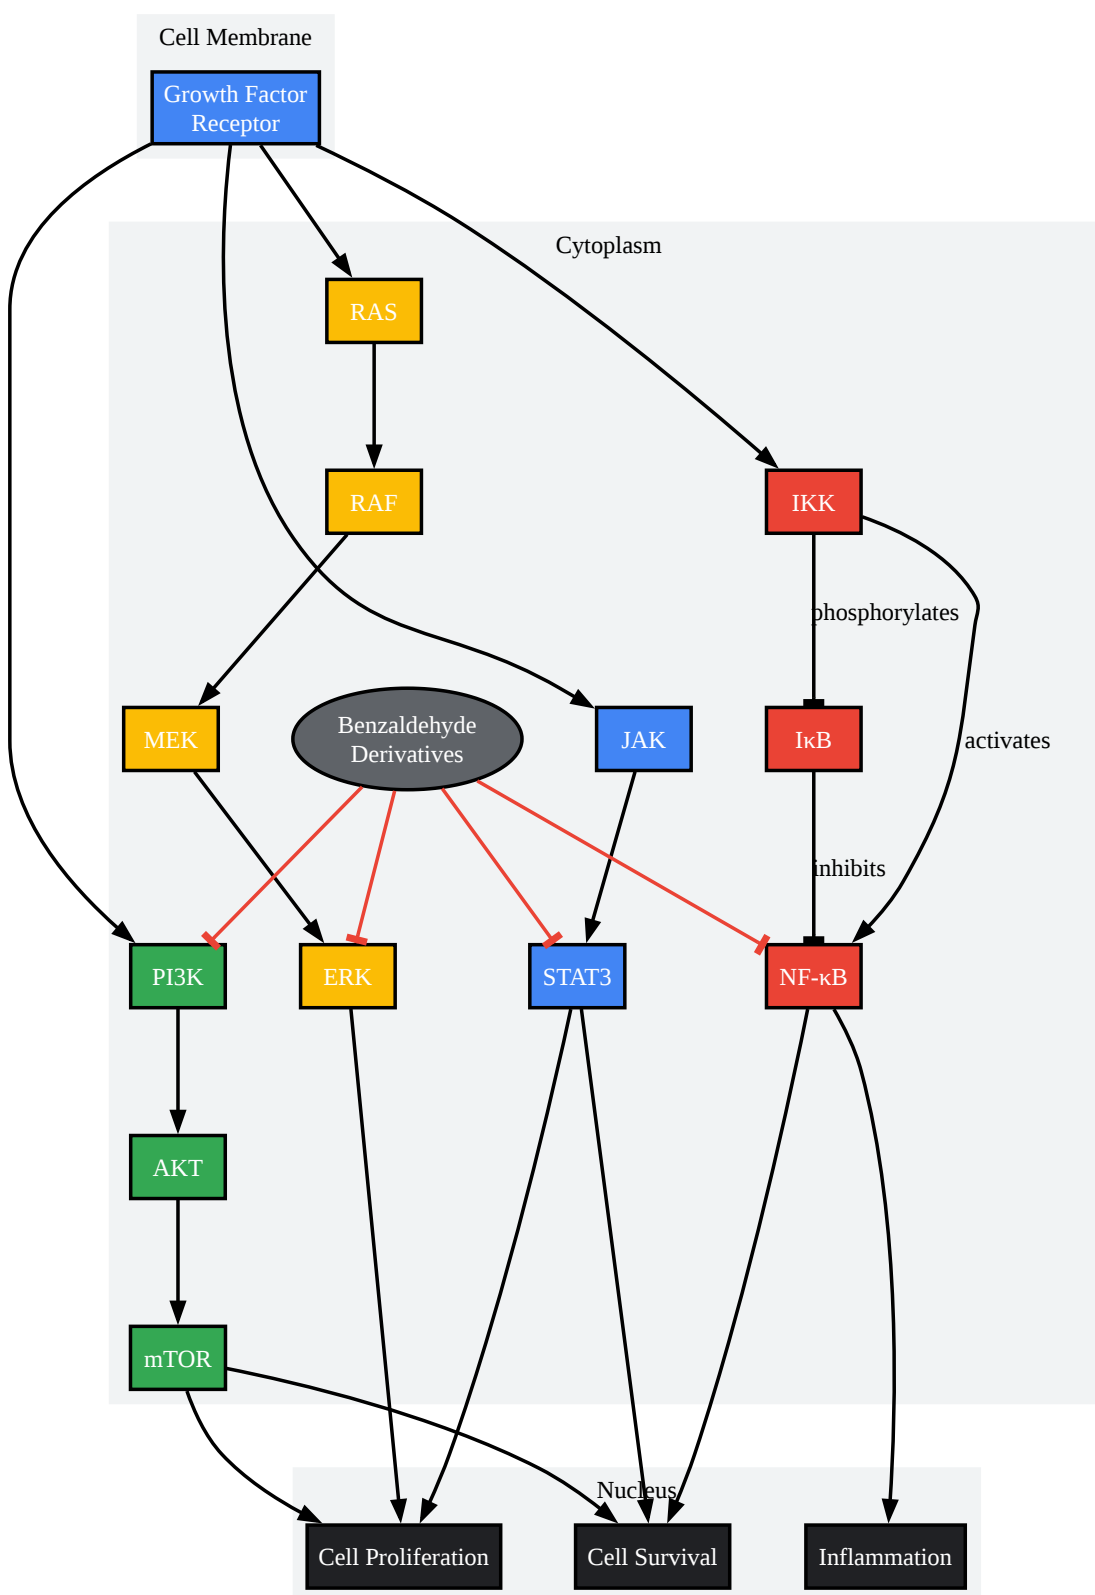 Cell Membrane
Growth Factor
Receptor
Cytoplasm
RAS
RAF
IKK
phosphorylates
MEK
Benzaldehyde
Derivatives
JAK
IκB
activates
inhibits
PI3K
ERK
STAT3
NF-κB
AKT
mTOR
Nucleus
Cell Proliferation
Cell Survival
Inflammation